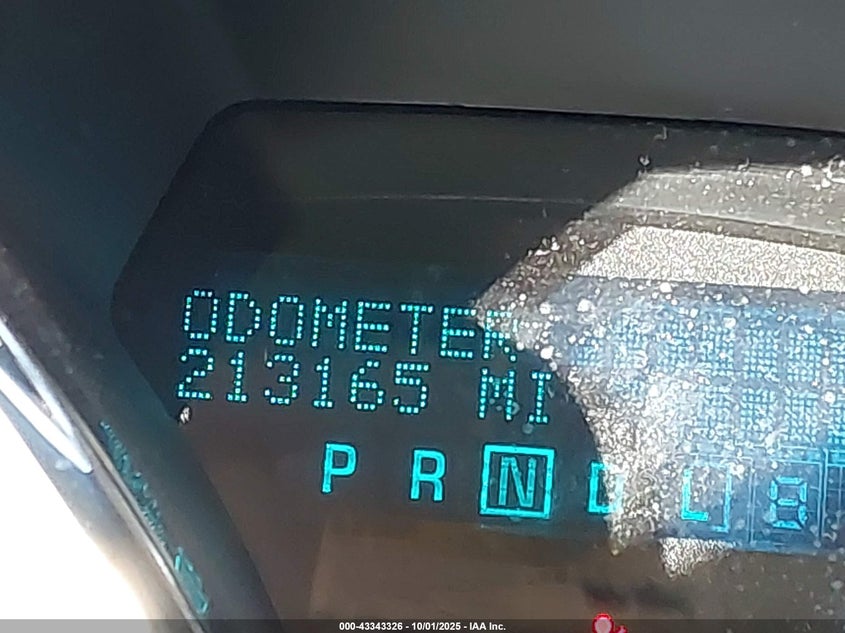 ODOMETER
213165 MI
P R N D L
000-43343326 - 10/01/2025 - IAA Inc.